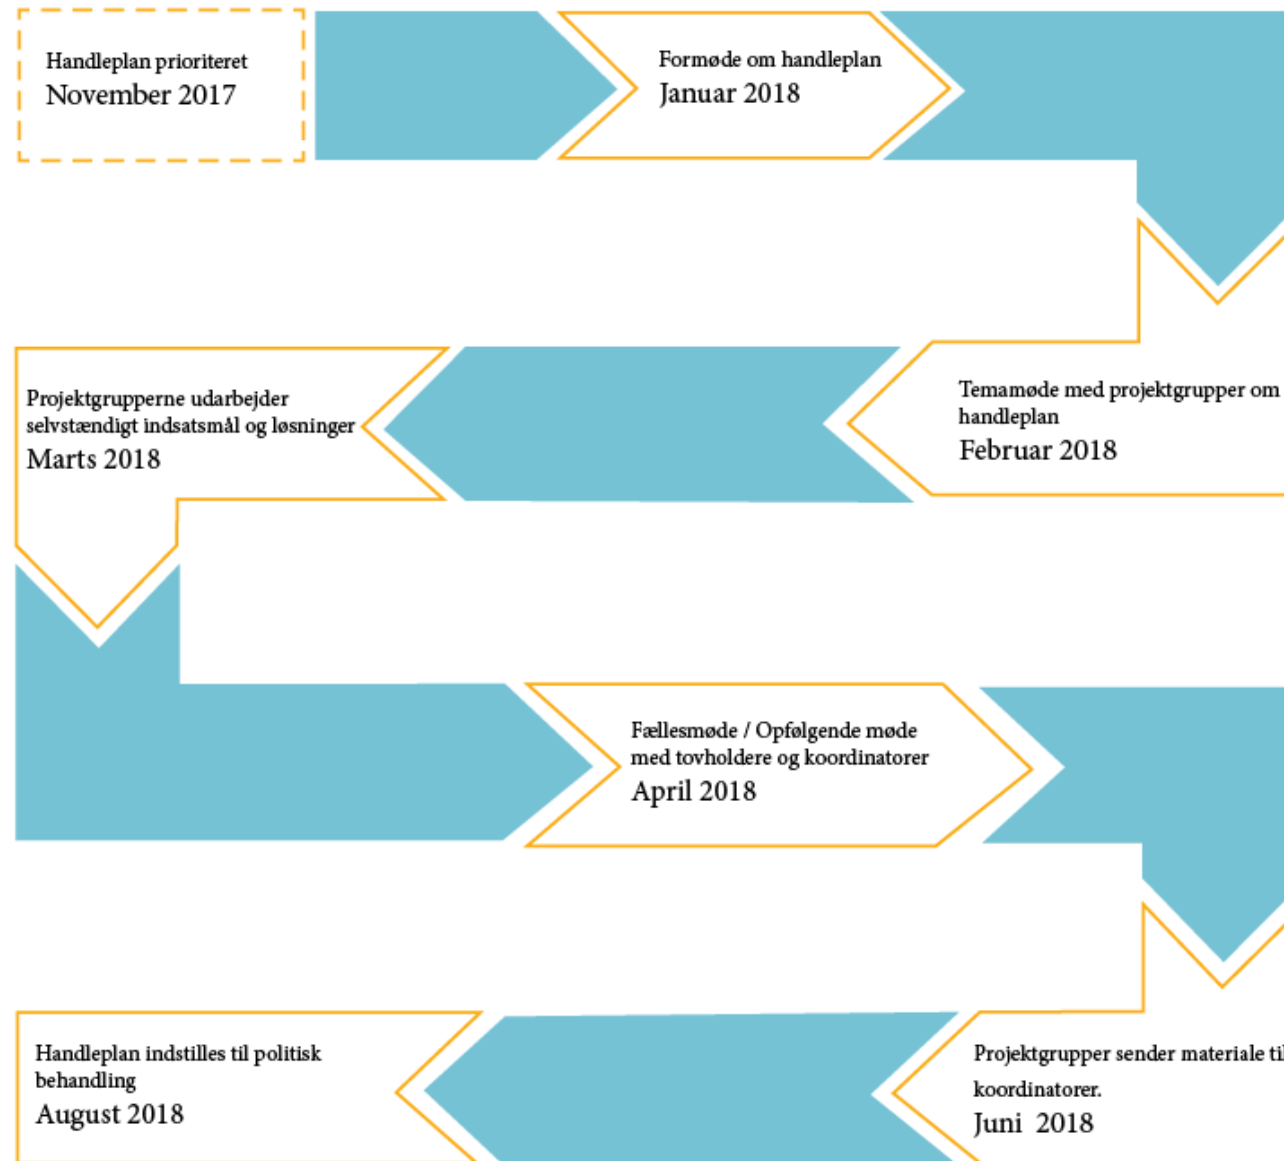 Handleplan prioriteret
November 2017
Formøde om handleplan
Januar 2018
Temamøde med projektgrupper om
handleplan
Februar 2018
Projektgrupperne udarbejder
selvstændigt indsatsmål og løsninger
Marts 2018
Fællesmøde / Opfølgende møde
med tovholdere og koordinatorer
April 2018
Projektgrupper sender materiale til
koordinatorer.
Juni 2018
Handleplan indstilles til politisk
behandling
August 2018